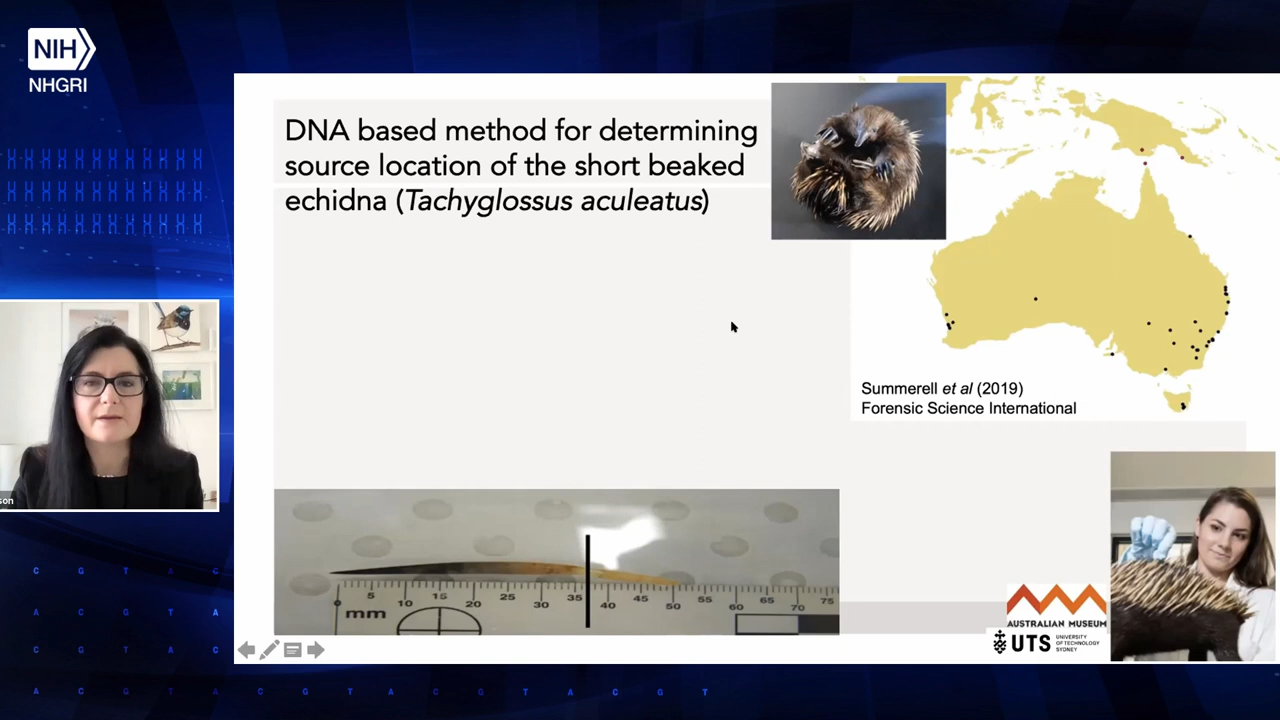 NIH
NHGRI
DNA based method for determining
source location of the short beaked
echidna (Tachyglossus aculeatus)
Summerell et al (2019)
Forensic Science International
son
mm
0 5 10 15 20 25 30 35 40 45 50 55 60 65 70 75
AUSTRALIAN MUSEUM
UTS
UNIVERSITY
OF TECHNOLOGY
SYDNEY
C G T A C
A C G T A
C G T A C
A C G T A C G T A C G T A C G T